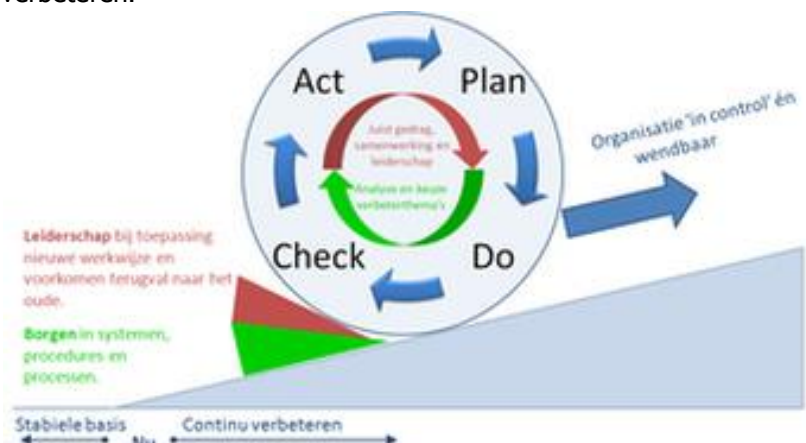 verbeteren.
Act
Plan
Juist gedrag,
samenwerking en
leiderschap
Analyse en keuze
verbeterthema's
Check
Do
Organisatie 'in control' én
wendbaar
Leiderschap bij toepassing
nieuwe werkwijze en
voorkomen terugval naar het
oude.
Borgen in systemen,
procedures en
processen.
Stabiele basis
Nu
Continu verbeteren